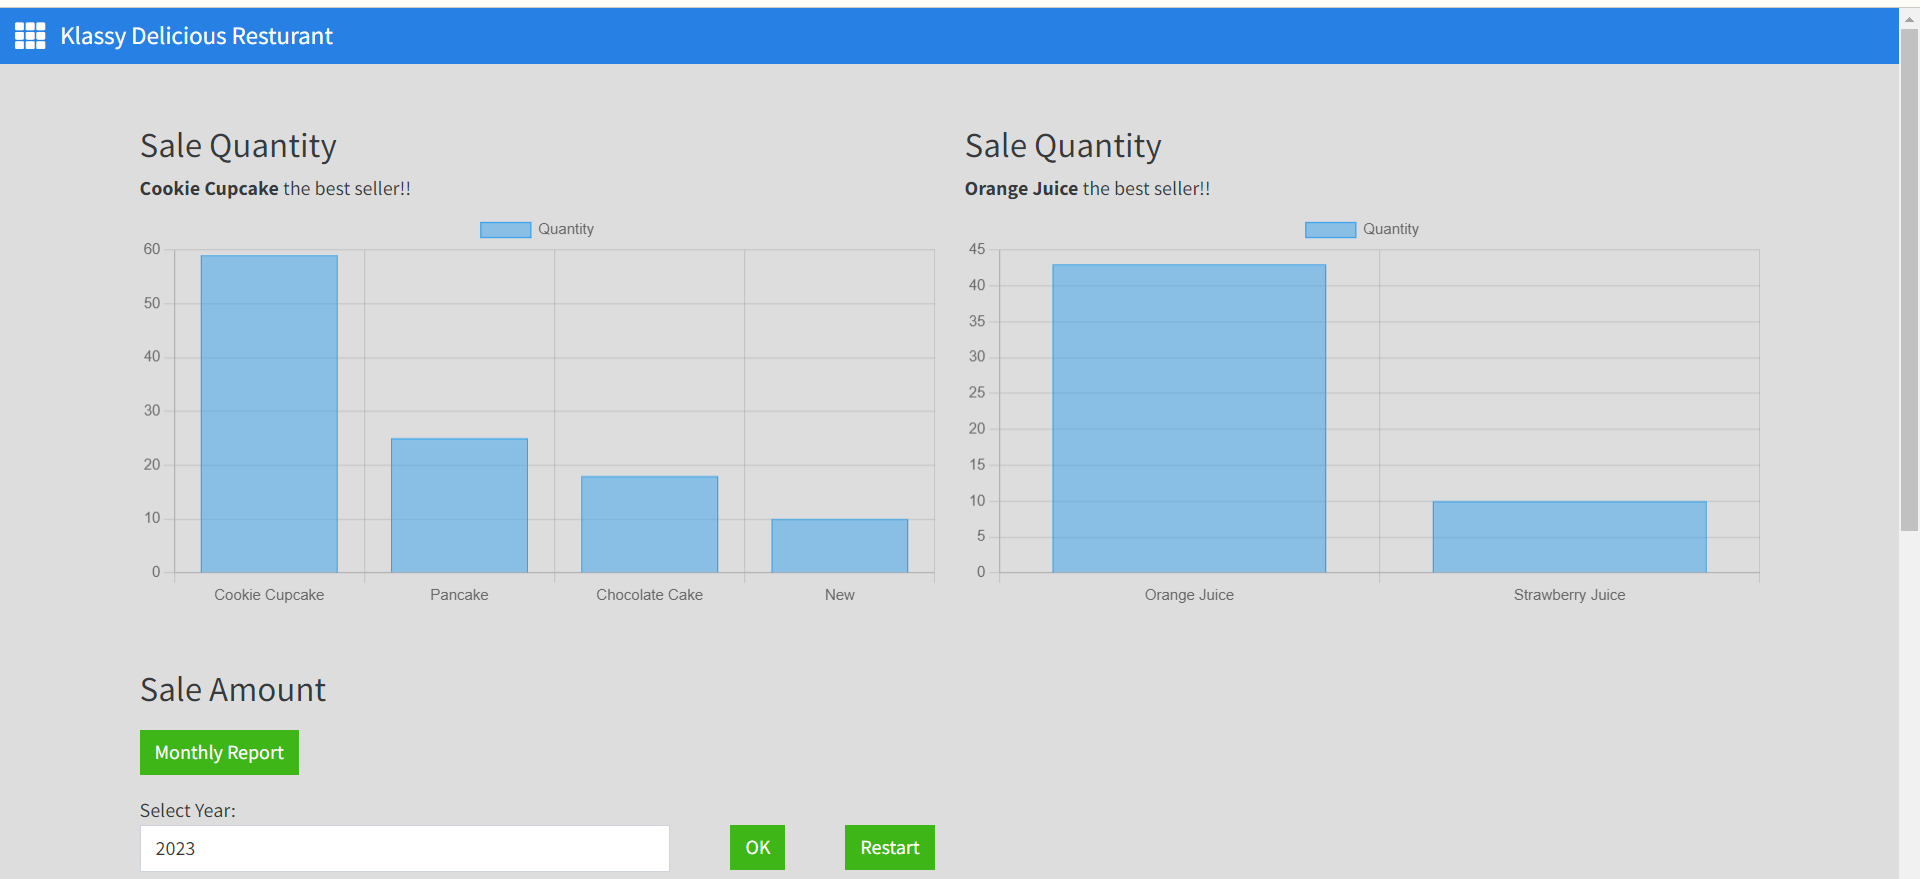 Klassy Delicious Resturant
Sale Quantity
Cookie Cupcake the best seller!!
Quantity
60
50
40
30
20
10
0
Cookie Cupcake Pancake Chocolate Cake New
Sale Quantity
Orange Juice the best seller!!
Quantity
45
40
35
30
25
20
15
10
5
0
Orange Juice Strawberry Juice
Sale Amount
Monthly Report
Select Year:
2023 OK Restart